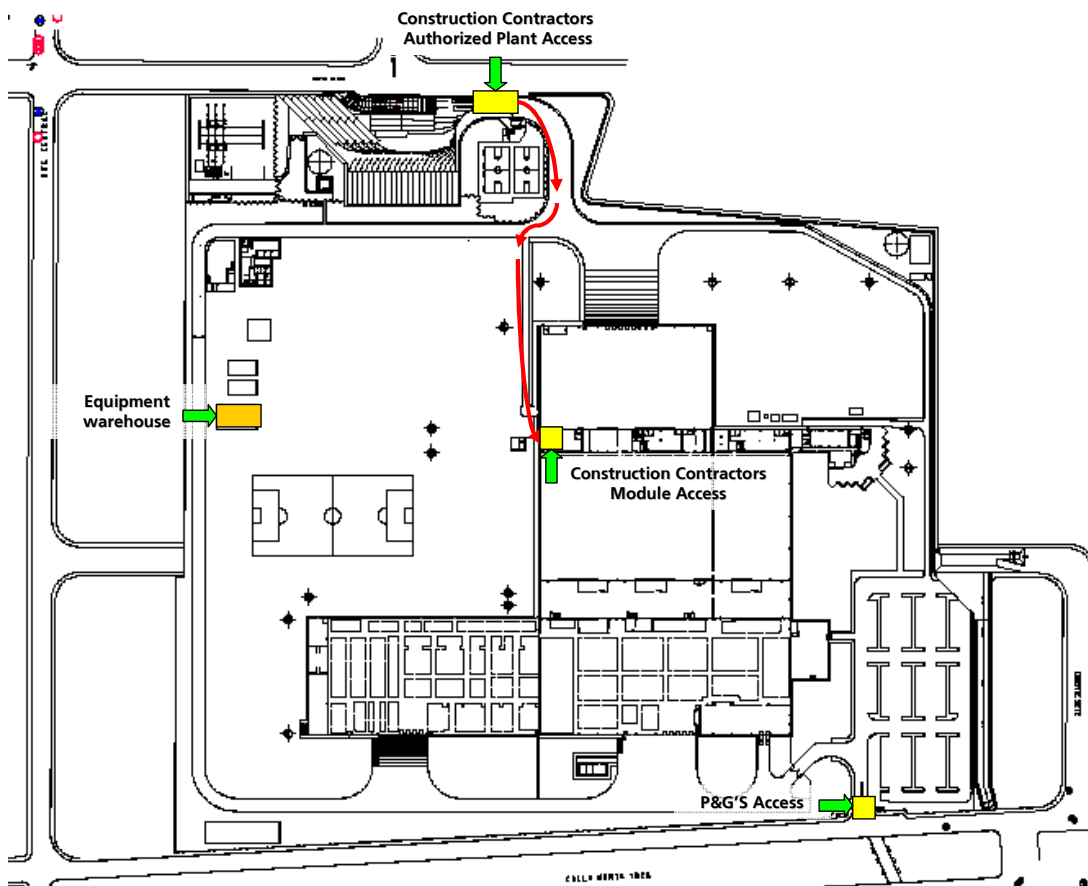 Construction Contractors
Authorized Plant Access
Equipment
warehouse
Construction Contractors
Module Access
P&G'S Access